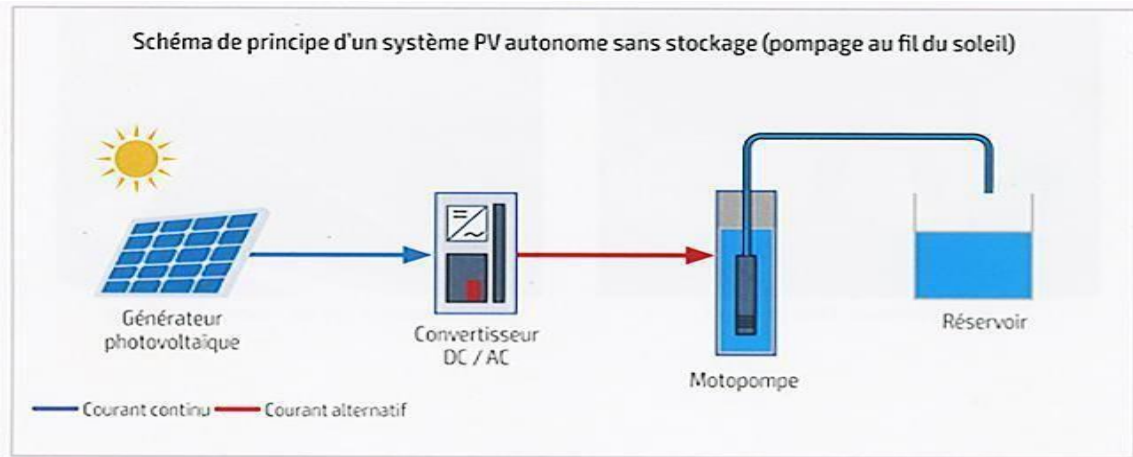 Schéma de principe d'un système PV autonome sans stockage (pompage au fil du soleil)
Générateur
photovoltaïque
Convertisseur
DC / AC
Motopompe
Réservoir
Courant continu
Courant alternatif